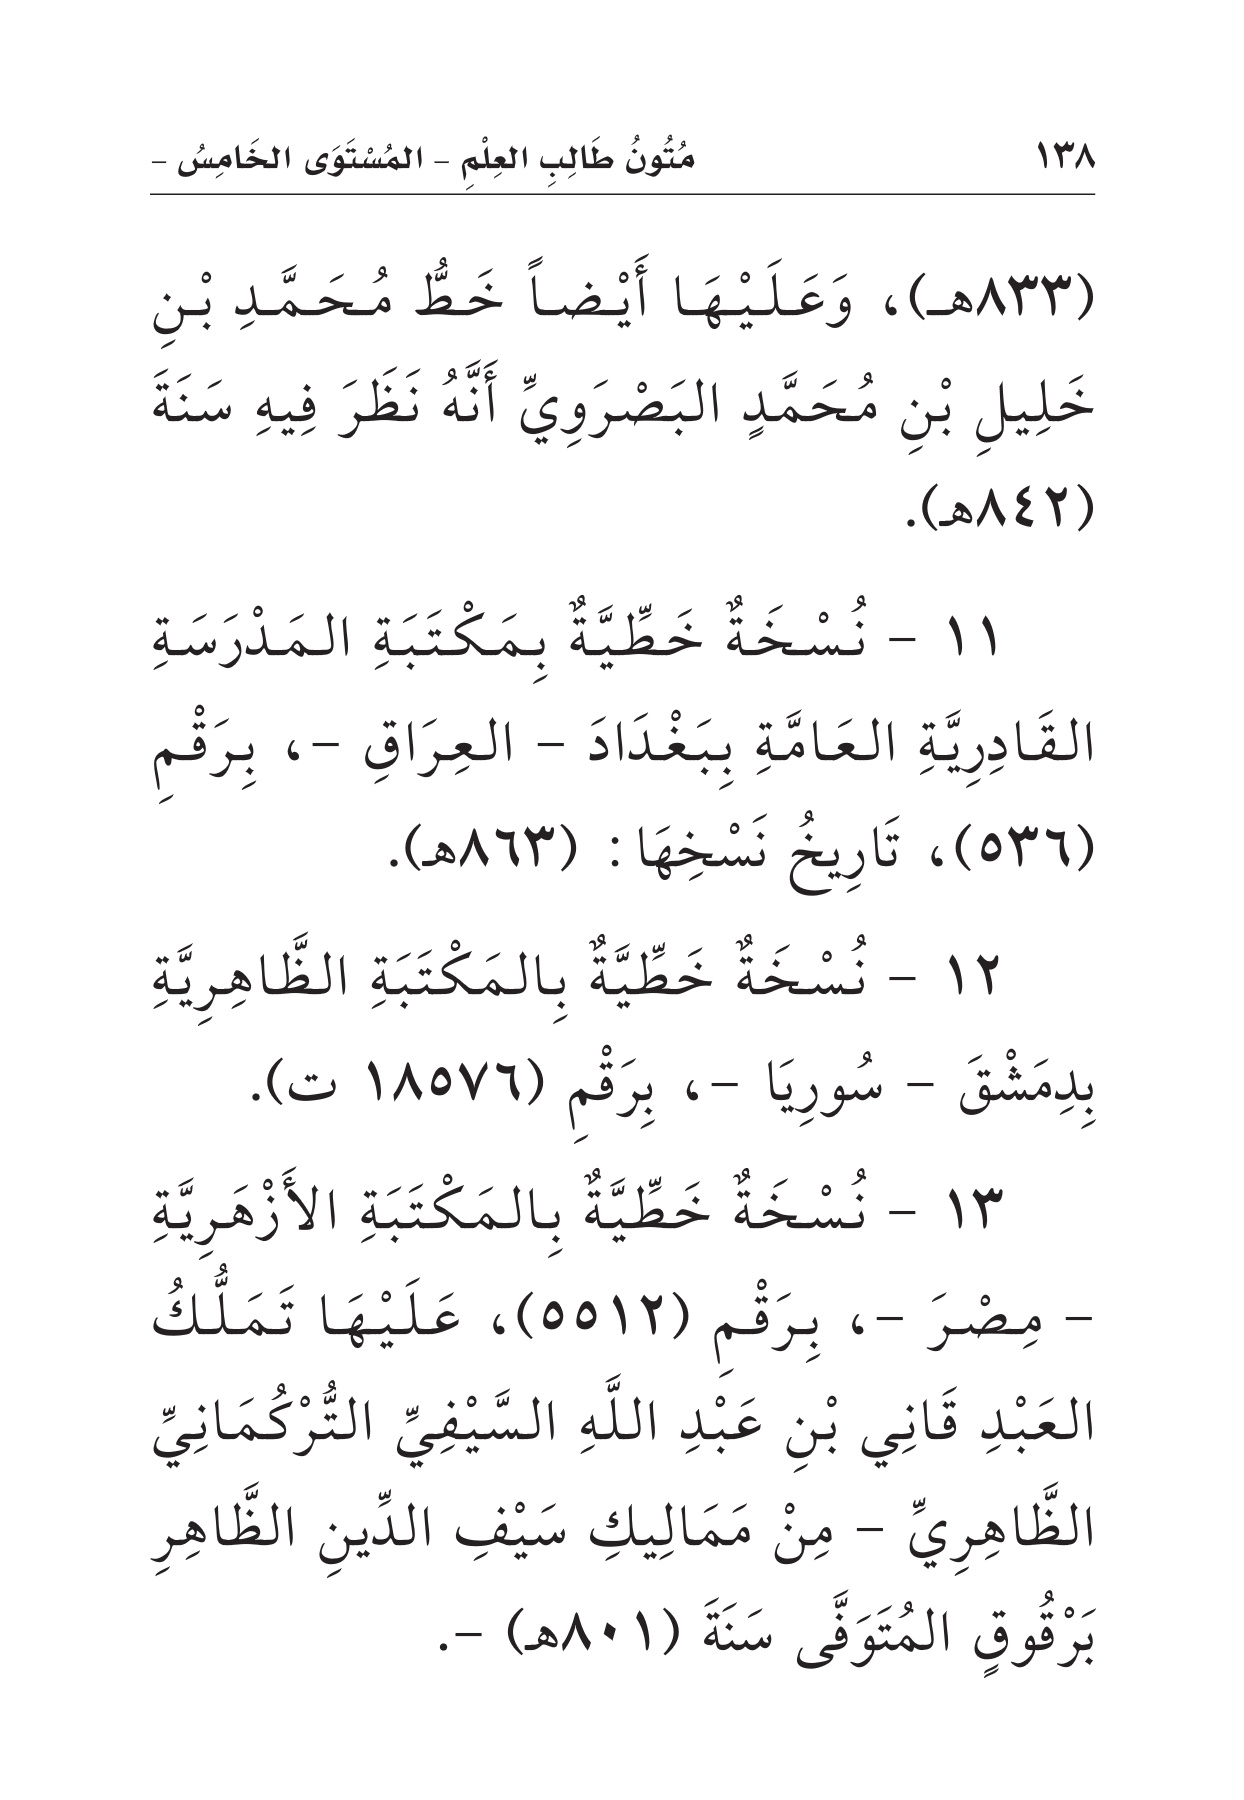 ١٣٨ مُتُونُ طَالِبِ العِلْمِ - المُسْتَوَى الخَامِسُ -
(٨٣٣هـ)، وَعَلَيْهَا أَيْضاً خَطُّ مُحَمَّدِ بْنِ
خَلِيلِ بْنِ مُحَمَّدٍ البَصْرَوِيِّ أَنَّهُ نَظَرَ فِيهِ سَنَةَ
(٨٤٢هـ).
١١ - نُسْخَةٌ خَطِّيَّةٌ بِمَكْتَبَةِ المَدْرَسَةِ
القَادِرِيَّةِ العَامَّةِ بِبَغْدَادَ - العِرَاقِ -، بِرَقْمِ
(٥٣٦)، تَارِيخُ نَسْخِهَا: (٨٦٣هـ).
١٢ - نُسْخَةٌ خَطِّيَّةٌ بِالمَكْتَبَةِ الظَّاهِرِيَّةِ
بِدِمَشْقَ - سُورِيَا -، بِرَقْمِ (١٨٥٧٦ ت).
١٣ - نُسْخَةٌ خَطِّيَّةٌ بِالمَكْتَبَةِ الأَزْهَرِيَّةِ
- مِصْرَ -، بِرَقْمِ (٥٥١٢)، عَلَيْهَا تَمَلُّكُ
العَبْدِ قَانِي بْنِ عَبْدِ اللَّهِ السَّيْفِيِّ التُّرْكُمَانِيِّ
الظَّاهِرِيِّ - مِنْ مَمَالِيكِ سَيْفِ الدِّينِ الظَّاهِرِ
بَرْقُوقٍ المُتَوَفَّى سَنَةَ (٨٠١هـ) -.